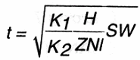 t = √(K₁/K₂ H/ZNI SW)